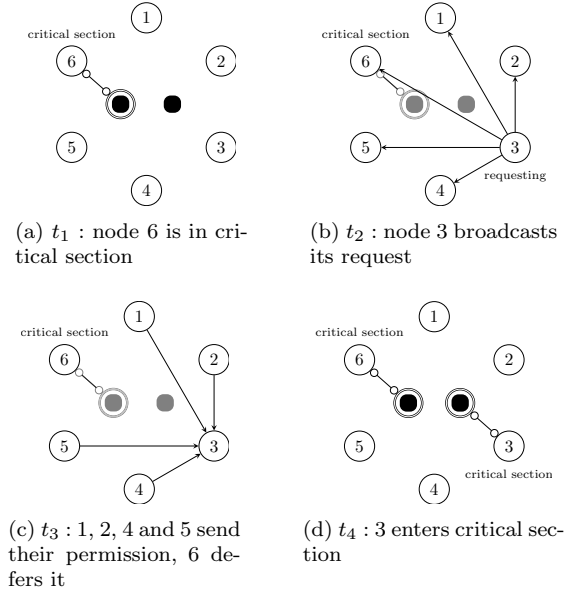 1
critical section
6
2
5
3
4
(a) t₁ : node 6 is in cri-
tical section
1
critical section
6
2
5
3
requesting
4
(b) t₂ : node 3 broadcasts
its request
1
critical section
6
2
5
3
4
(c) t₃ : 1, 2, 4 and 5 send
their permission, 6 de-
fers it
1
critical section
6
2
5
3
critical section
4
(d) t₄ : 3 enters critical sec-
tion